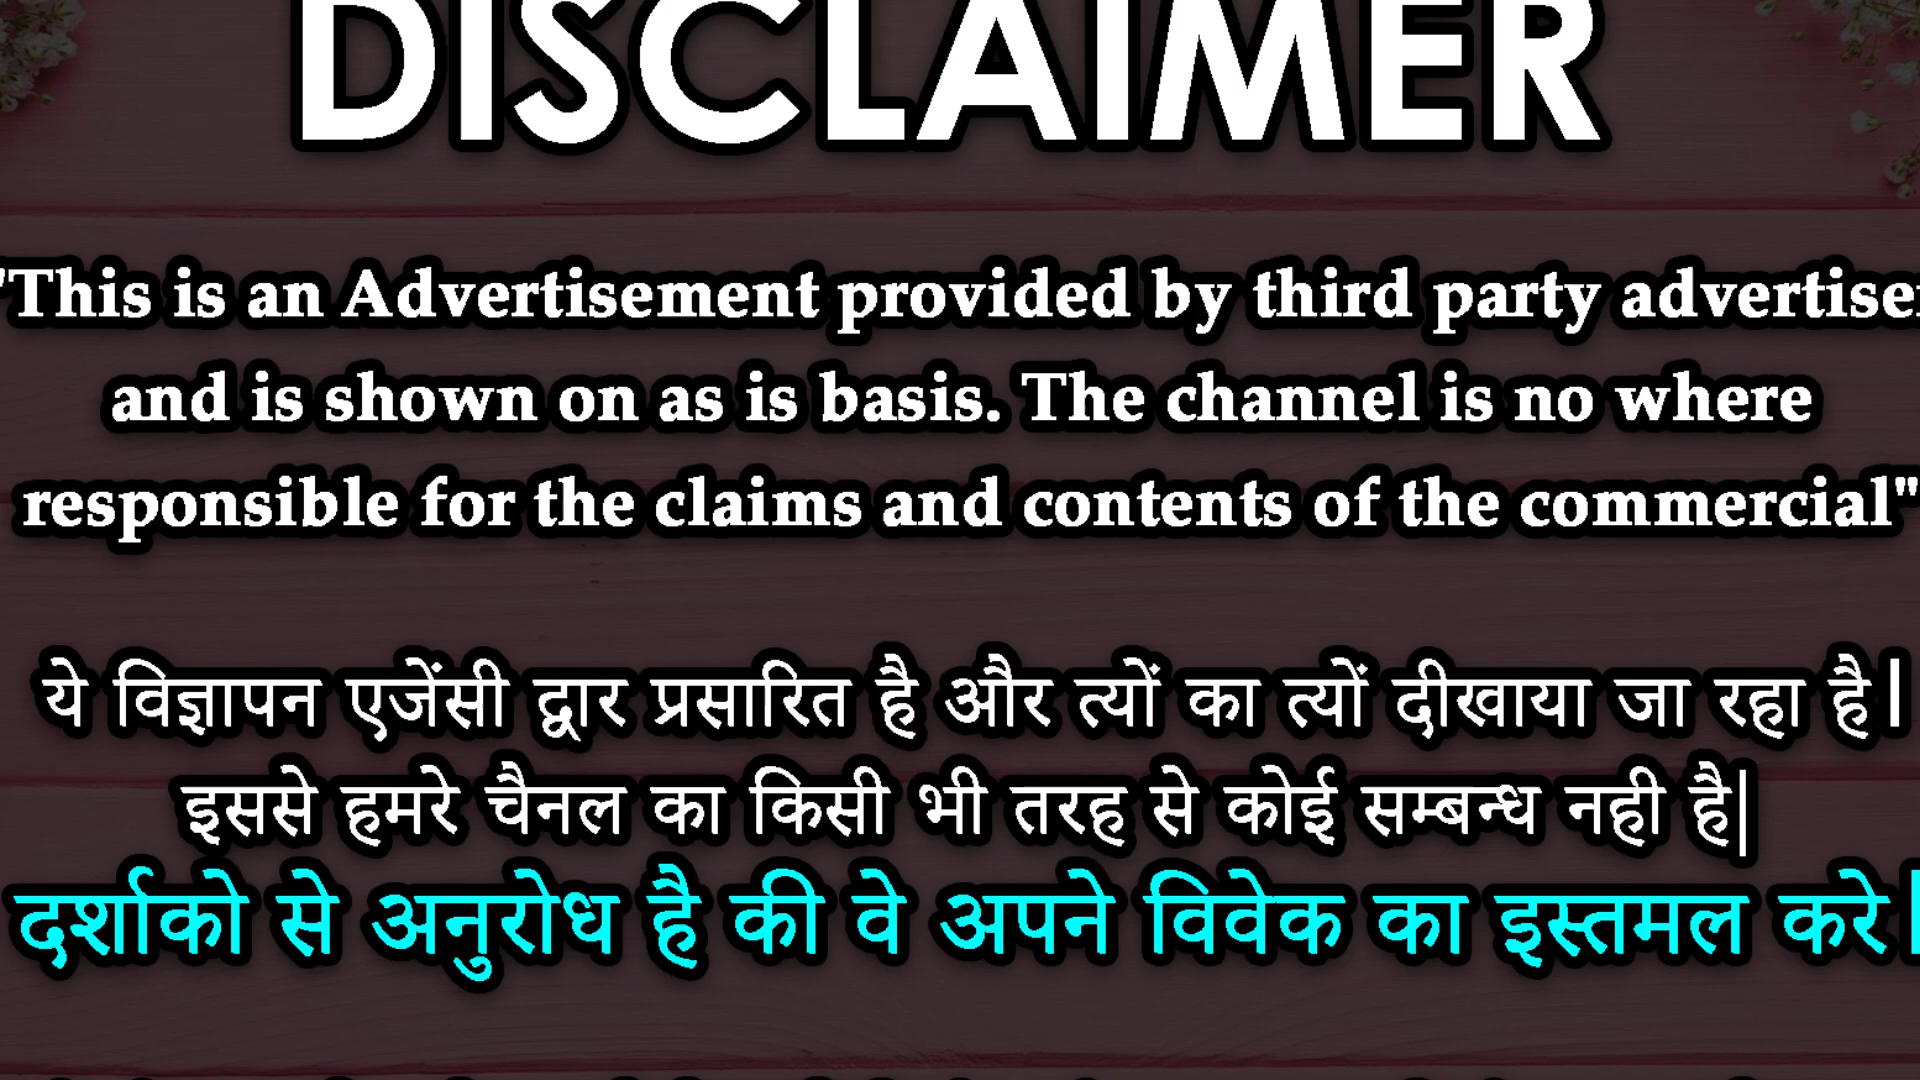 DISCLAIMER
"This is an Advertisement provided by third party advertiser
and is shown on as is basis. The channel is no where
responsible for the claims and contents of the commercial"
ये विज्ञापन एजेंसी द्वार प्रसारित है और त्यों का त्यों दीखाया जा रहा है।
इससे हमरे चैनल का किसी भी तरह से कोई सम्बन्ध नही है|
दर्शाको से अनुरोध है की वे अपने विवेक का इस्तमल करे।